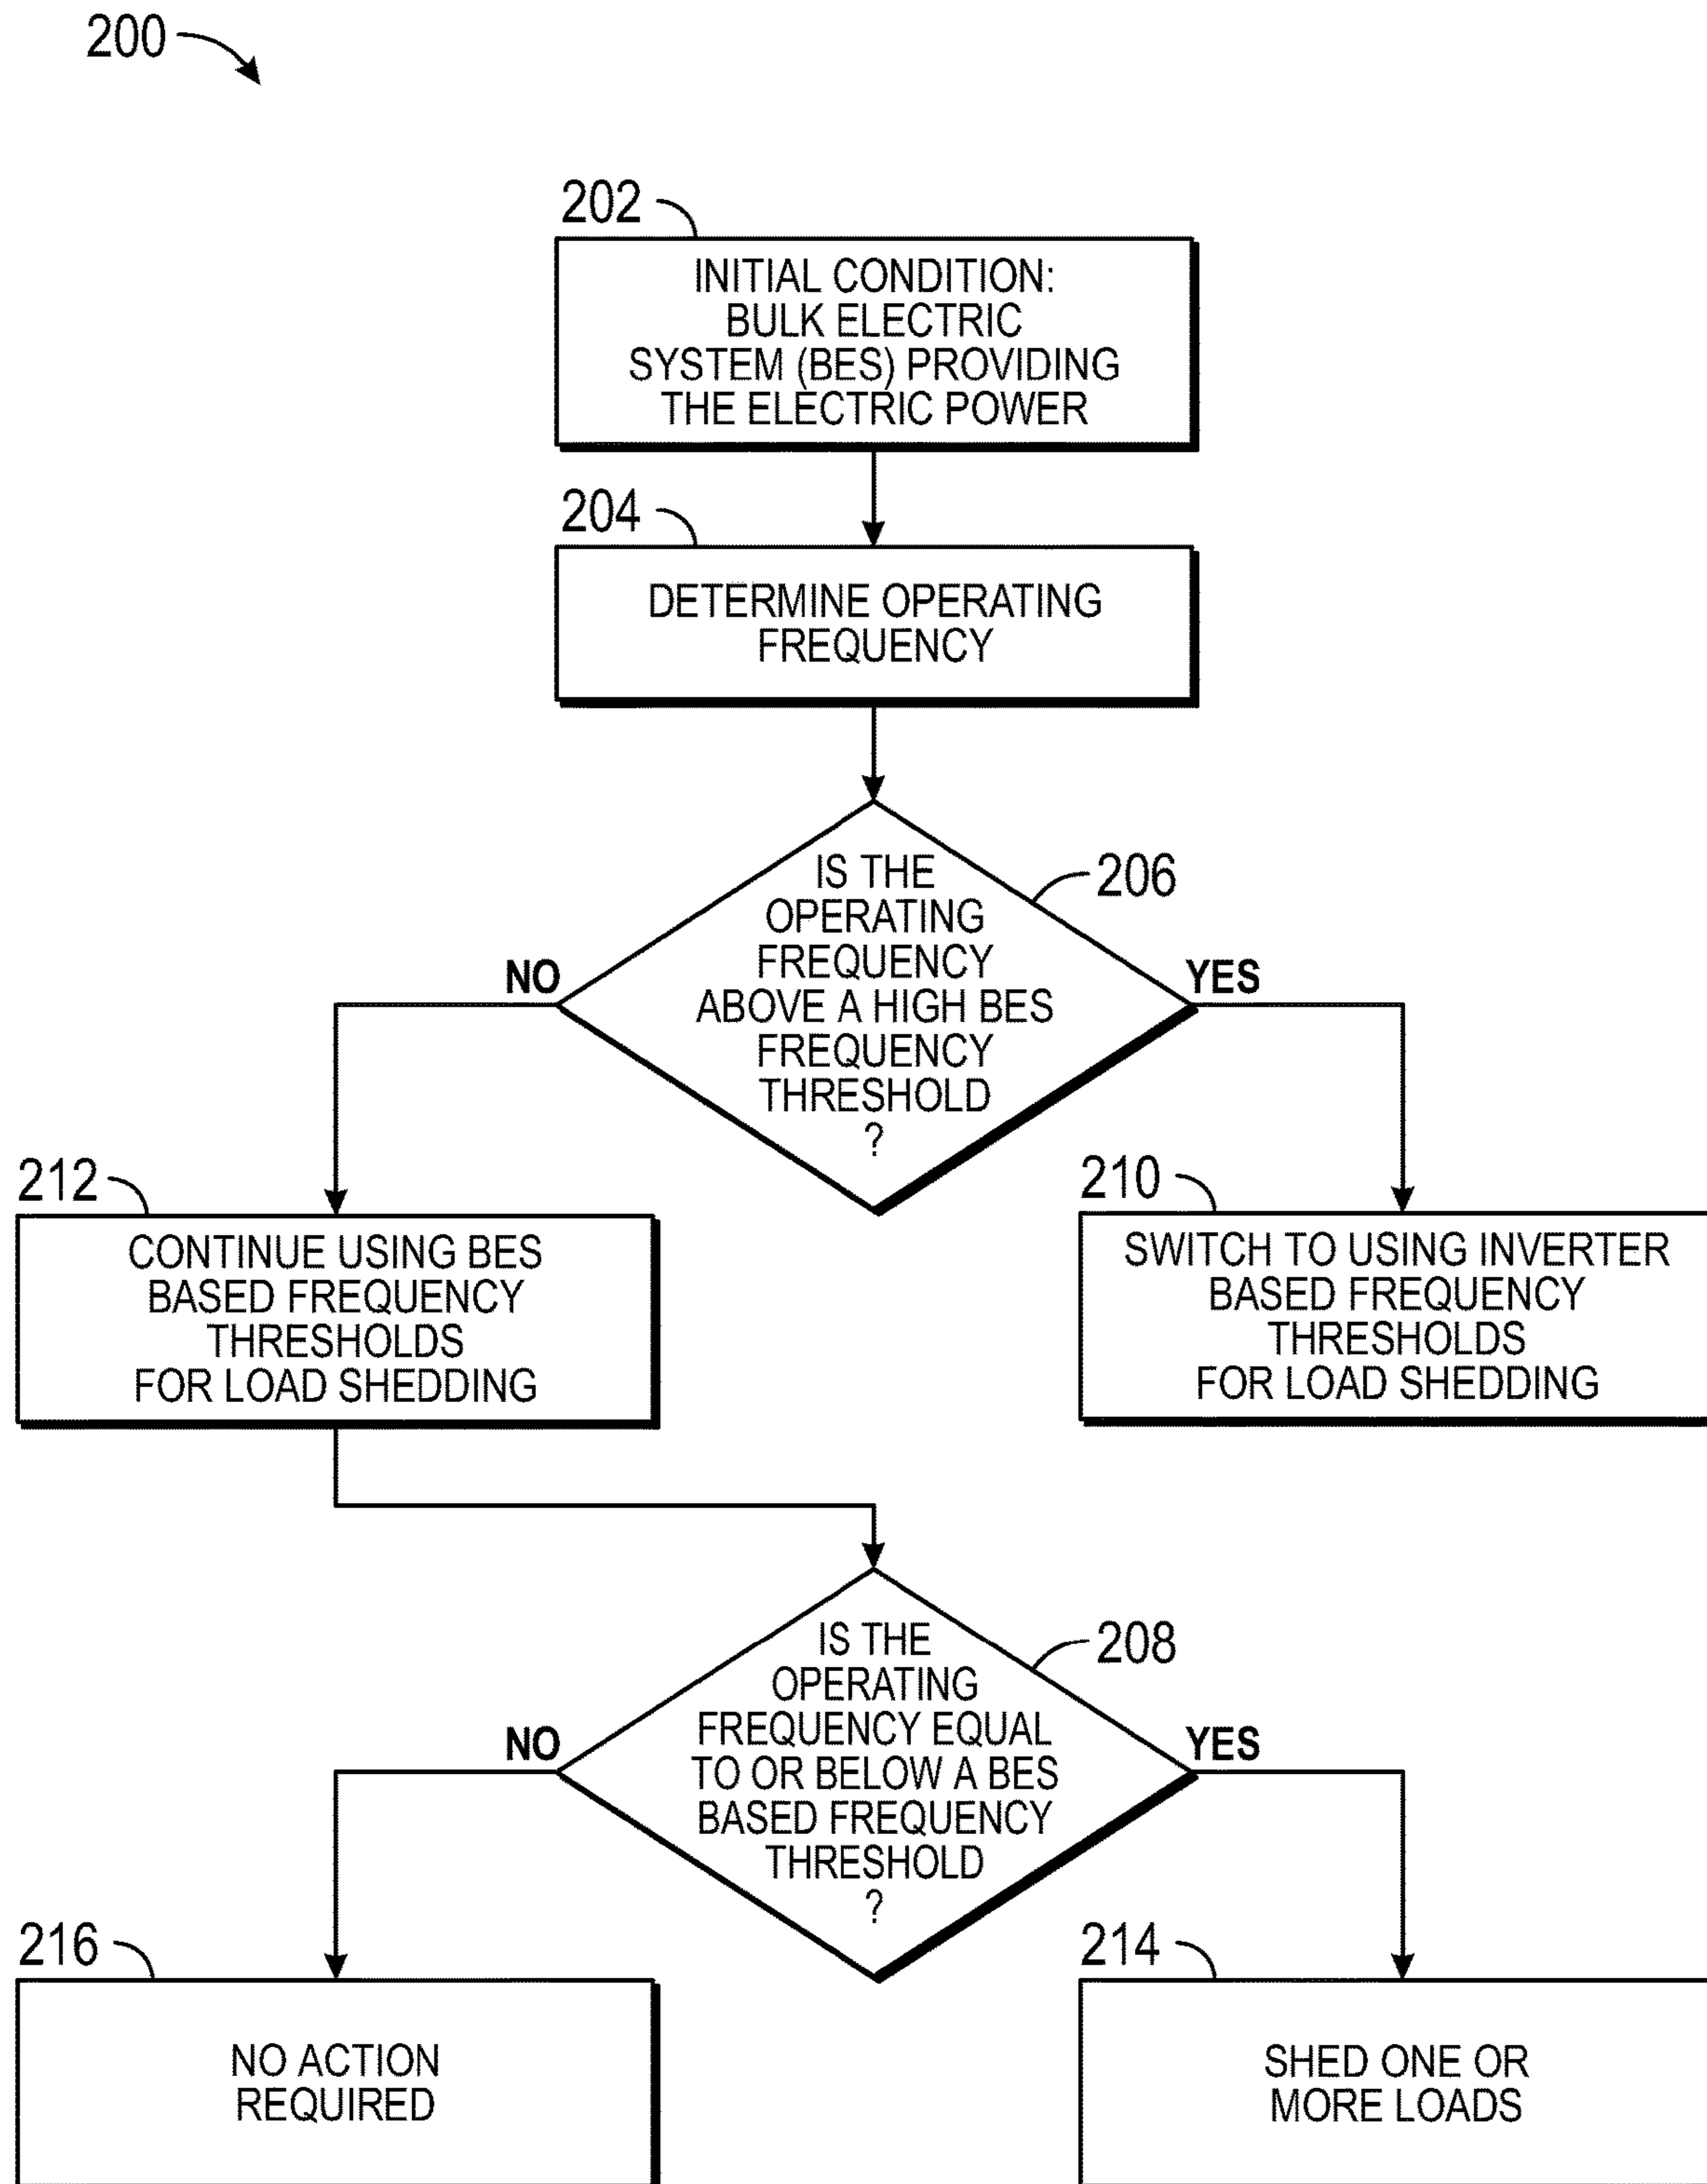 200
202
INITIAL CONDITION:
BULK ELECTRIC
SYSTEM (BES) PROVIDING
THE ELECTRIC POWER
204
DETERMINE OPERATING
FREQUENCY
206
IS THE
OPERATING
FREQUENCY
ABOVE A HIGH BES
FREQUENCY
THRESHOLD
?
NO
YES
212
CONTINUE USING BES
BASED FREQUENCY
THRESHOLDS
FOR LOAD SHEDDING
210
SWITCH TO USING INVERTER
BASED FREQUENCY
THRESHOLDS
FOR LOAD SHEDDING
208
IS THE
OPERATING
FREQUENCY EQUAL
TO OR BELOW A BES
BASED FREQUENCY
THRESHOLD
?
NO
YES
216
NO ACTION
REQUIRED
214
SHED ONE OR
MORE LOADS